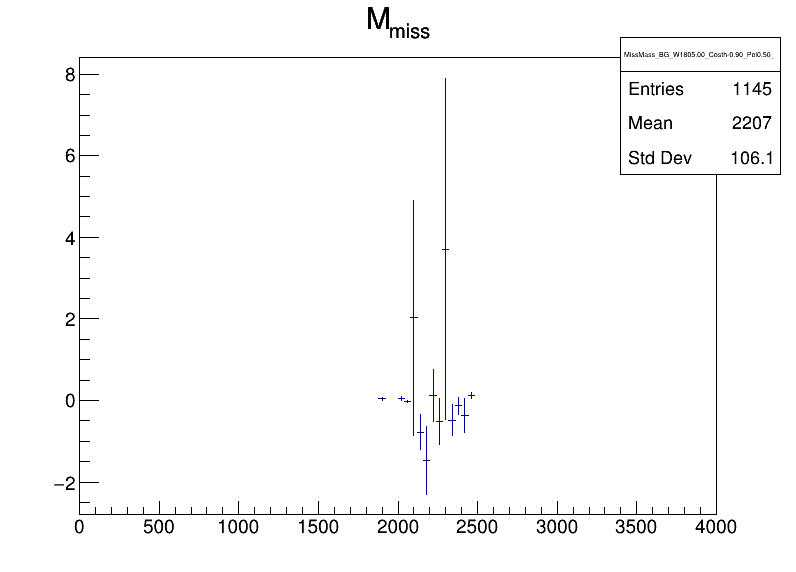 M_miss
MissMass_BG_W1805.00_Costh-0.90_Pol0.50_
Entries 1145
Mean 2207
Std Dev 106.1
8
6
4
2
0
−2
0 500 1000 1500 2000 2500 3000 3500 4000